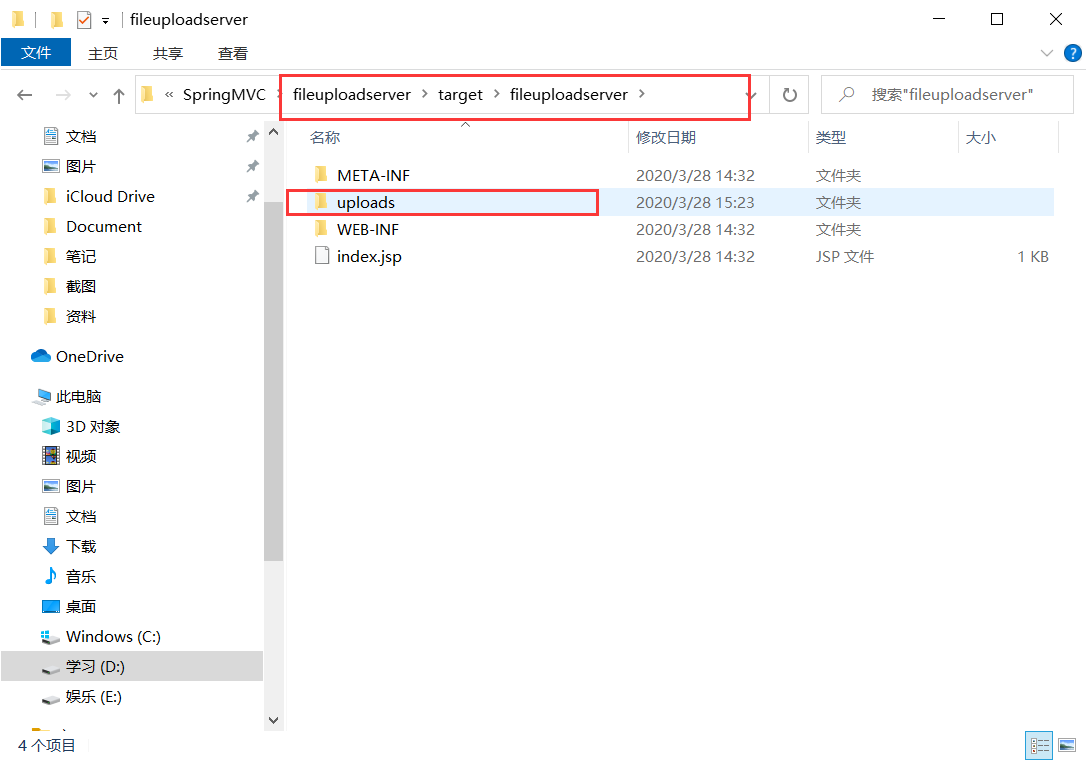 fileuploadserver
文件 主页 共享 查看
« SpringMVC › fileuploadserver › target › fileuploadserver › 搜索"fileuploadserver"
文档
图片
iCloud Drive
Document
笔记
截图
资料
OneDrive
此电脑
3D 对象
视频
图片
文档
下载
音乐
桌面
Windows (C:)
学习 (D:)
娱乐 (E:)
名称 修改日期 类型 大小
META-INF 2020/3/28 14:32 文件夹
uploads 2020/3/28 15:23 文件夹
WEB-INF 2020/3/28 14:32 文件夹
index.jsp 2020/3/28 14:32 JSP 文件 1 KB
4 个项目